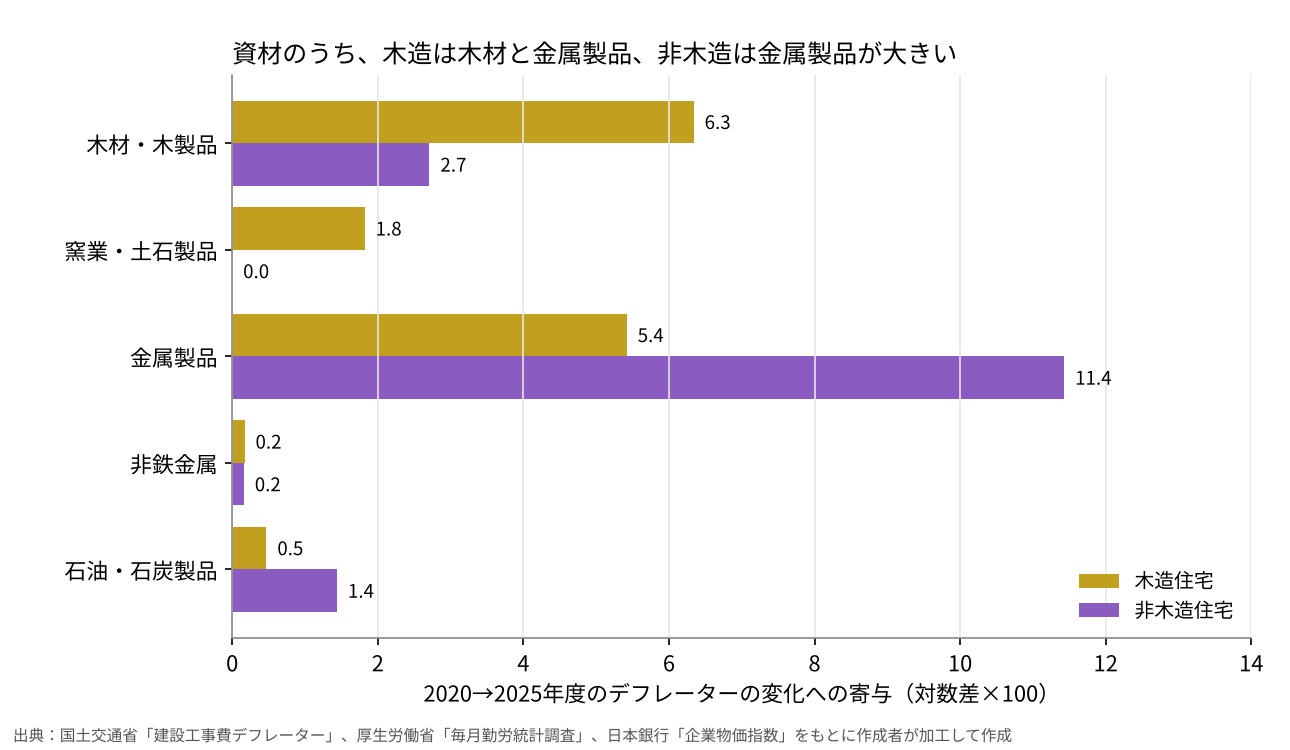 資材のうち、木造は木材と金属製品、非木造は金属製品が大きい
木材・木製品
6.3
2.7
窯業・土石製品
1.8
0.0
金属製品
5.4
11.4
非鉄金属
0.2
0.2
石油・石炭製品
0.5
1.4
木造住宅
非木造住宅
0 2 4 6 8 10 12 14
2020→2025年度のデフレーターの変化への寄与（対数差×100）
出典：国土交通省「建設工事費デフレーター」、厚生労働省「毎月勤労統計調査」、日本銀行「企業物価指数」をもとに作成者が加工して作成